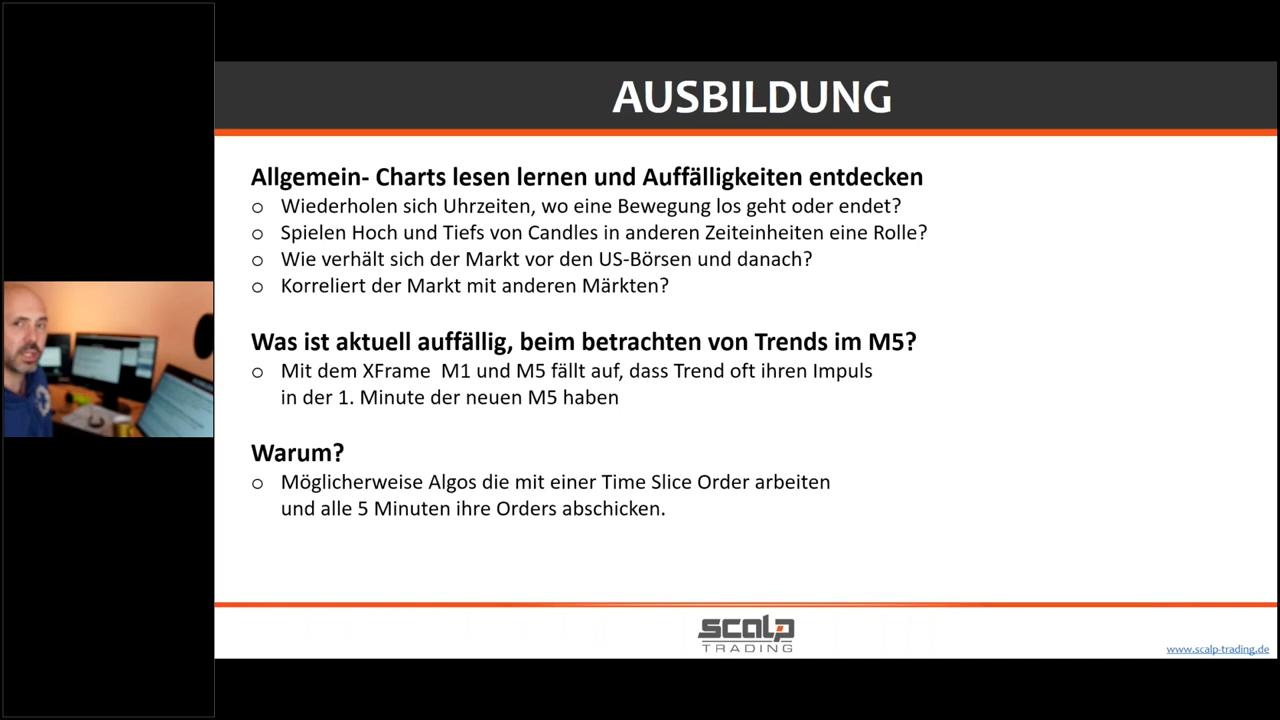 AUSBILDUNG
Allgemein- Charts lesen lernen und Auffälligkeiten entdecken
o Wiederholen sich Uhrzeiten, wo eine Bewegung los geht oder endet?
o Spielen Hoch und Tiefs von Candles in anderen Zeiteinheiten eine Rolle?
o Wie verhält sich der Markt vor den US-Börsen und danach?
o Korreliert der Markt mit anderen Märkten?
Was ist aktuell auffällig, beim betrachten von Trends im M5?
o Mit dem XFrame M1 und M5 fällt auf, dass Trend oft ihren Impuls
in der 1. Minute der neuen M5 haben
Warum?
o Möglicherweise Algos die mit einer Time Slice Order arbeiten
und alle 5 Minuten ihre Orders abschicken.
scalp
TRADING
www.scalp-trading.de